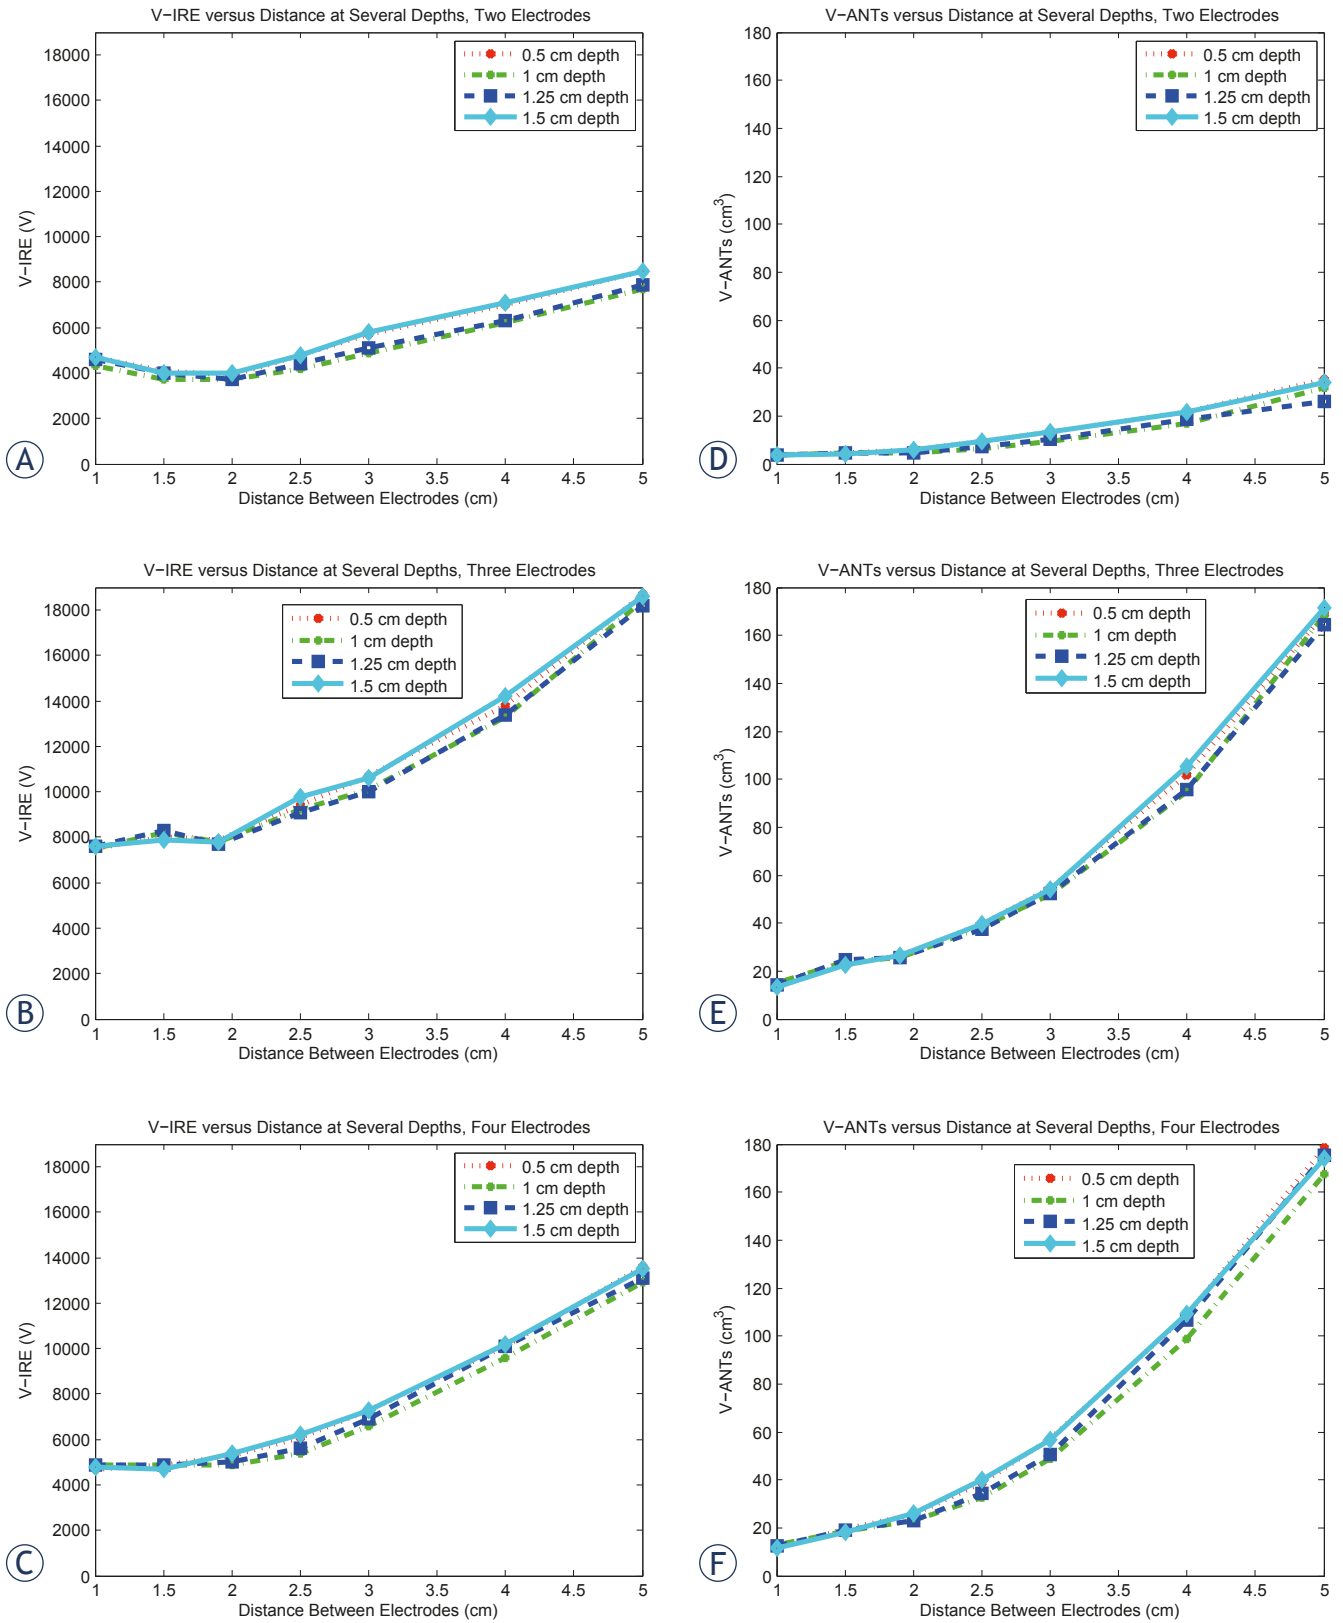 V−IRE versus Distance at Several Depths, Two Electrodes
18000
16000
14000
12000
10000
8000
6000
4000
2000
0
V−IRE (V)
0.5 cm depth
1 cm depth
1.25 cm depth
1.5 cm depth
1 1.5 2 2.5 3 3.5 4 4.5 5
Distance Between Electrodes (cm)
A
V−ANTs versus Distance at Several Depths, Two Electrodes
180
160
140
120
100
80
60
40
20
0
V−ANTs (cm³)
0.5 cm depth
1 cm depth
1.25 cm depth
1.5 cm depth
1 1.5 2 2.5 3 3.5 4 4.5 5
Distance Between Electrodes (cm)
D
V−IRE versus Distance at Several Depths, Three Electrodes
18000
16000
14000
12000
10000
8000
6000
4000
2000
0
V−IRE (V)
0.5 cm depth
1 cm depth
1.25 cm depth
1.5 cm depth
1 1.5 2 2.5 3 3.5 4 4.5 5
Distance Between Electrodes (cm)
B
V−ANTs versus Distance at Several Depths, Three Electrodes
180
160
140
120
100
80
60
40
20
0
V−ANTs (cm³)
0.5 cm depth
1 cm depth
1.25 cm depth
1.5 cm depth
1 1.5 2 2.5 3 3.5 4 4.5 5
Distance Between Electrodes (cm)
E
V−IRE versus Distance at Several Depths, Four Electrodes
18000
16000
14000
12000
10000
8000
6000
4000
2000
0
V−IRE (V)
0.5 cm depth
1 cm depth
1.25 cm depth
1.5 cm depth
1 1.5 2 2.5 3 3.5 4 4.5 5
Distance Between Electrodes (cm)
C
V−ANTs versus Distance at Several Depths, Four Electrodes
180
160
140
120
100
80
60
40
20
0
V−ANTs (cm³)
0.5 cm depth
1 cm depth
1.25 cm depth
1.5 cm depth
1 1.5 2 2.5 3 3.5 4 4.5 5
Distance Between Electrodes (cm)
F